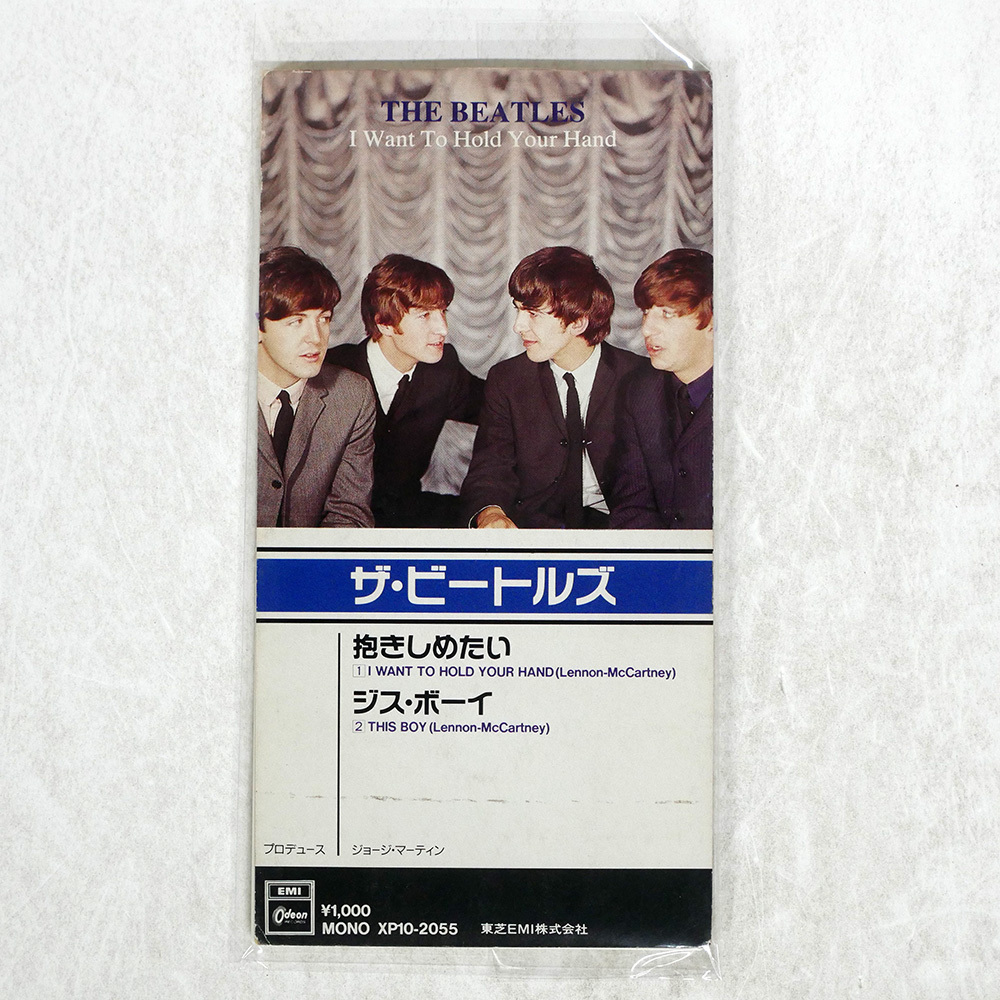 THE BEATLES
I Want To Hold Your Hand
ザ・ビートルズ
抱きしめたい
1 I WANT TO HOLD YOUR HAND (Lennon-McCartney)
ジス・ボーイ
2 THIS BOY (Lennon-McCartney)
プロデュース ジョージ・マーティン
EMI
Odeon
¥1,000
MONO XP10-2055 東芝EMI株式会社